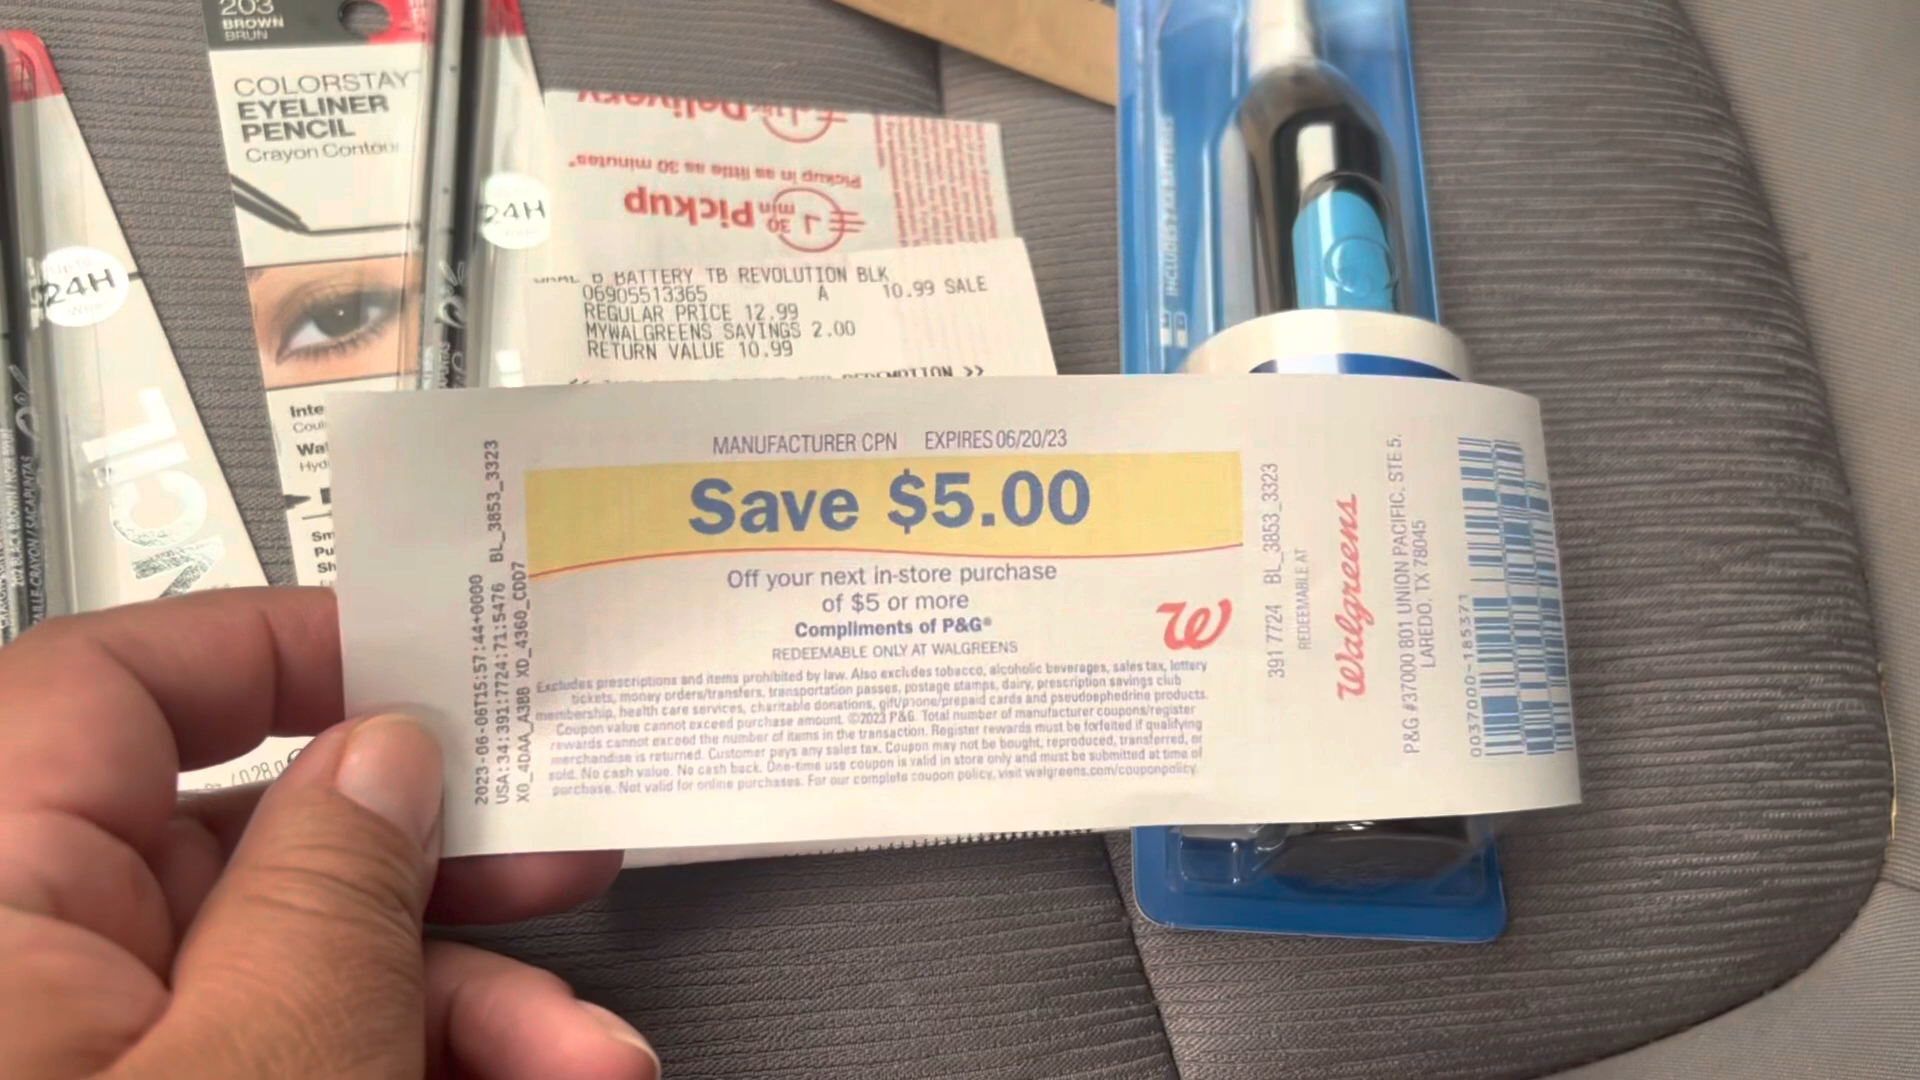 203
BROWN
BRUN
COLORSTAY
EYELINER
PENCIL
Crayon Contour
24H
24H
Delivery
Pickup in as little as 30 minutes*
30 min Pickup
D BATTERY TB REVOLUTION BLK
06905513365 A 10.99 SALE
REGULAR PRICE 12.99
MYWALGREENS SAVINGS 2.00
RETURN VALUE 10.99
MANUFACTURER CPN EXPIRES 06/20/23
Save $5.00
Off your next in-store purchase
of $5 or more
Compliments of P&G®
REDEEMABLE ONLY AT WALGREENS
Excludes prescriptions and items prohibited by law. Also excludes tobacco, alcoholic beverages, sales tax, lottery
tickets, money orders/transfers, transportation passes, postage stamps, dairy, prescription savings club
membership, health care services, charitable donations, gift/phone/prepaid cards and pseudoephedrine products.
Coupon value cannot exceed purchase amount. ©2023 P&G. Total number of manufacturer coupons/register
rewards cannot exceed the number of items in the transaction. Register rewards must be forfeited if qualifying
merchandise is returned. Customer pays any sales tax. Coupon may not be bought, reproduced, transferred, or
sold. No cash value. No cash back. One-time use coupon is valid in store only and must be submitted at time of
purchase. Not valid for online purchases. For our complete coupon policy, visit walgreens.com/couponpolicy.
2023-06-06T15:57:44+0000 BL_3853_3323
USA:34:391:7724:71:5476
X0_4DAA_A3BB XD_4360_CDD7
W
391 7724 BL_3853_3323
REDEEMABLE AT
Walgreens
P&G #37000 801 UNION PACIFIC. STE 5.
LAREDO, TX 78045
0037000-185371